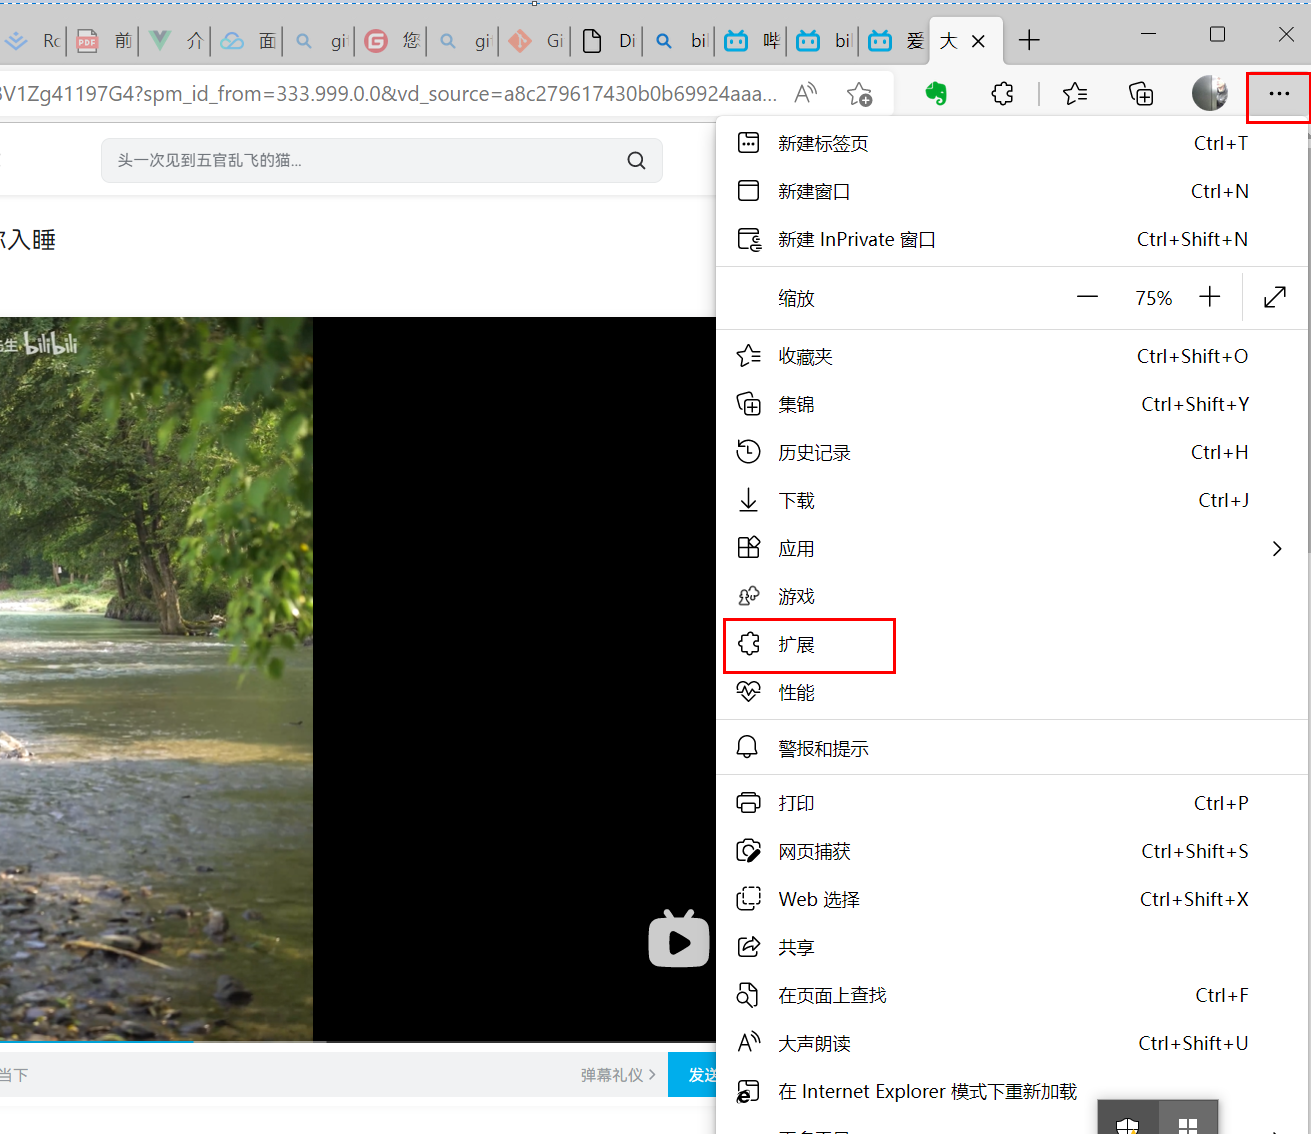 Ro
前
介
面
gi
您
gi
Gi
Di
bil
哔
bil
爱
大
3V1Zg41197G4?spm_id_from=333.999.0.0&vd_source=a8c279617430b0b69924aaa...
头一次见到五官乱飞的猫...
你入睡
bilibili
当下
弹幕礼仪 >
发送
新建标签页 Ctrl+T
新建窗口 Ctrl+N
新建 InPrivate 窗口 Ctrl+Shift+N
缩放 — 75% +
收藏夹 Ctrl+Shift+O
集锦 Ctrl+Shift+Y
历史记录 Ctrl+H
下载 Ctrl+J
应用
游戏
扩展
性能
警报和提示
打印 Ctrl+P
网页捕获 Ctrl+Shift+S
Web 选择 Ctrl+Shift+X
共享
在页面上查找 Ctrl+F
大声朗读 Ctrl+Shift+U
在 Internet Explorer 模式下重新加载